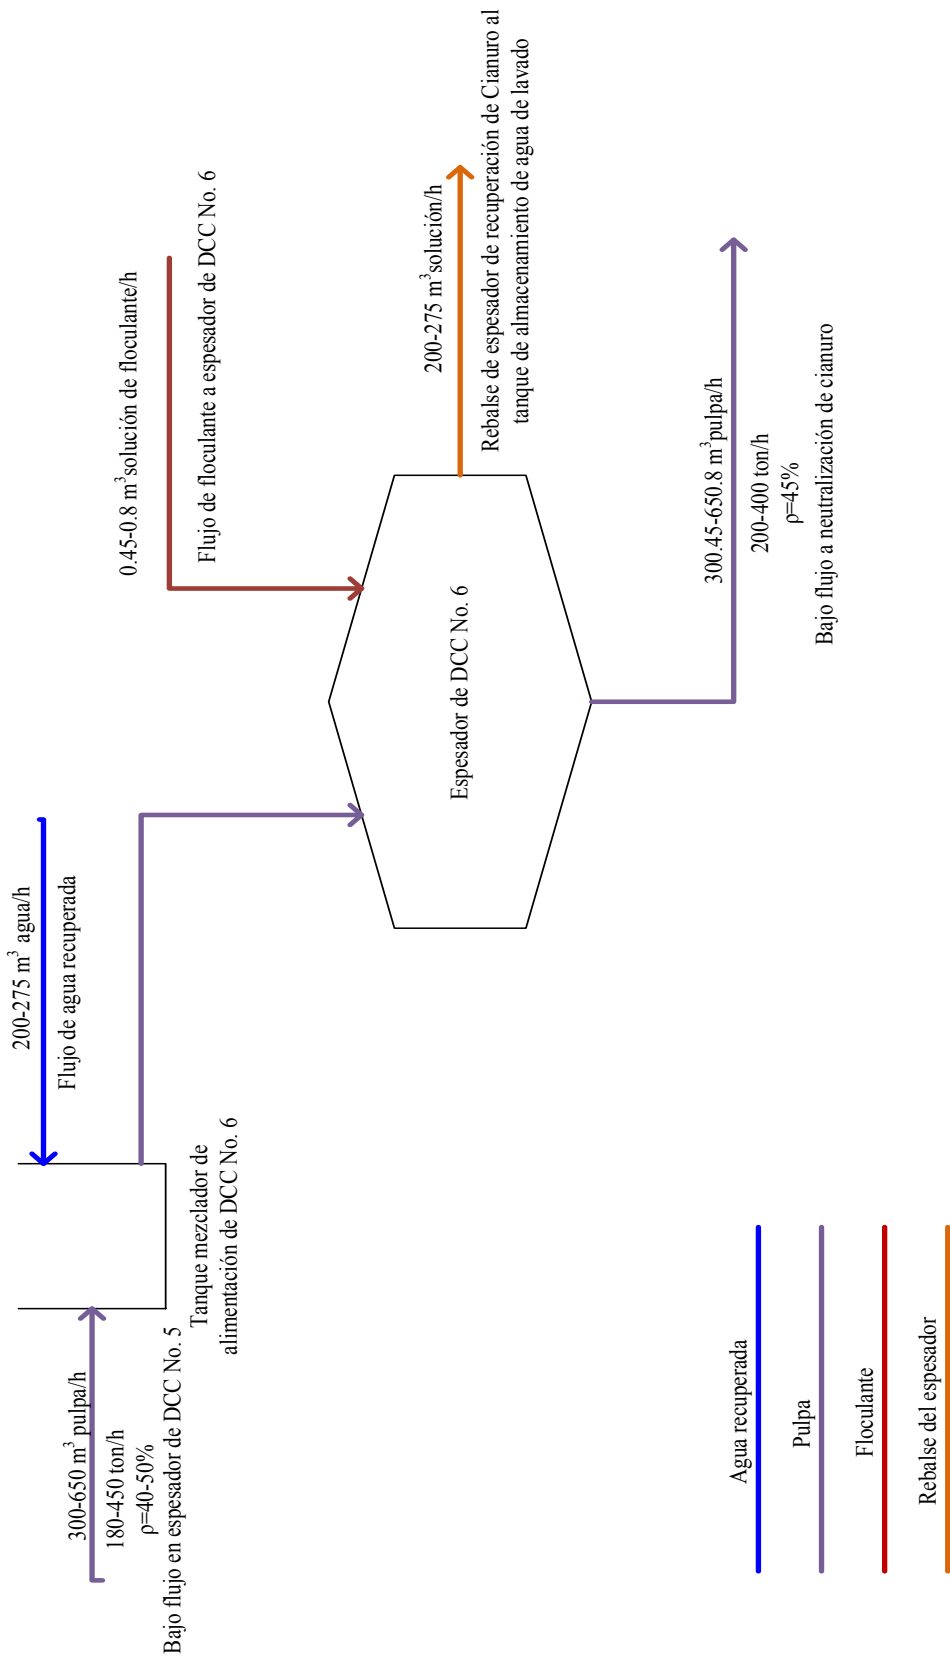 300-650 m³ pulpa/h
180-450 ton/h
ρ=40-50%
Bajo flujo en espesador de DCC No. 5
Tanque mezclador de
alimentación de DCC No. 6
200-275 m³ agua/h
Flujo de agua recuperada
0.45-0.8 m³solución de floculante/h
Flujo de floculante a espesador de DCC No. 6
Espesador de DCC No. 6
200-275 m³solución/h
Rebalse de espesador de recuperación de Cianuro al
tanque de almacenamiento de agua de lavado
300.45-650.8 m³pulpa/h
200-400 ton/h
ρ=45%
Bajo flujo a neutralización de cianuro
Agua recuperada
Pulpa
Floculante
Rebalse del espesador